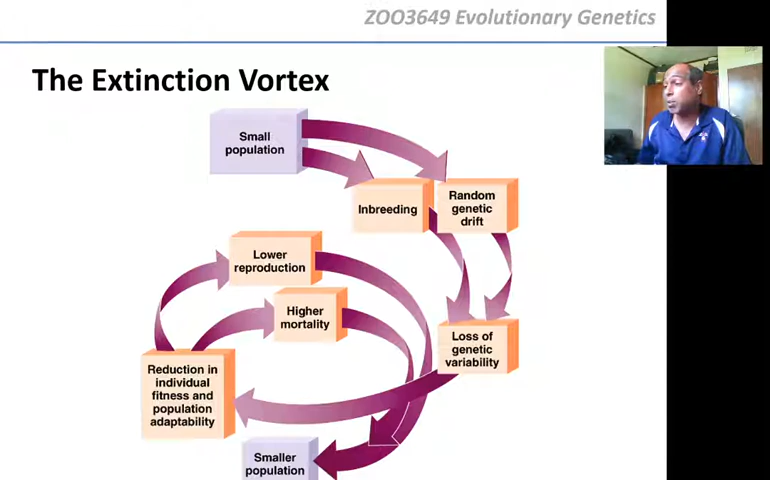 ZOO3649 Evolutionary Genetics
The Extinction Vortex
Small
population
Inbreeding
Random
genetic
drift
Lower
reproduction
Higher
mortality
Loss of
genetic
variability
Reduction in
individual
fitness and
population
adaptability
Smaller
population